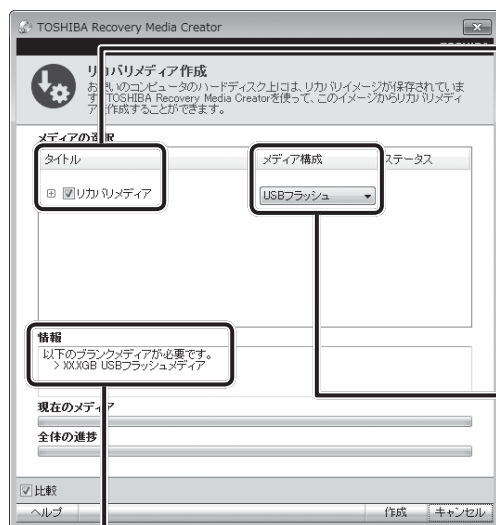 TOSHIBA Recovery Media Creator
リカバリメディア作成
お使いのコンピュータのハードディスク上には、リカバリイメージが保存されていま
す。TOSHIBA Recovery Media Creatorを使って、このイメージからリカバリメディ
アを作成することができます。
メディアの選択
タイトル メディア構成 ステータス
リカバリメディア USBフラッシュ
情報
以下のブランクメディアが必要です。
> XX.XGB USBフラッシュメディア
現在のメディア
全体の進捗
比較
ヘルプ 作成 キャンセル